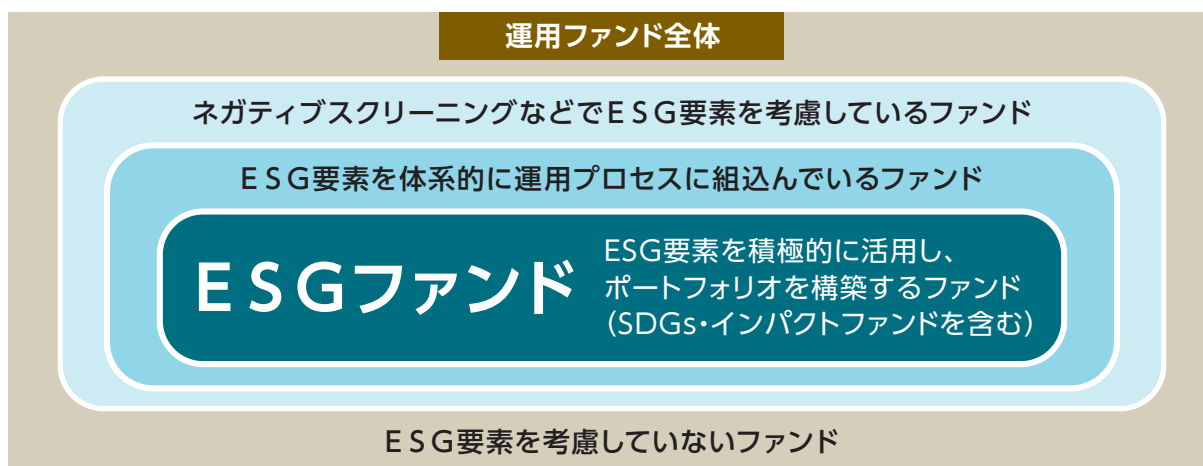 運用ファンド全体
ネガティブスクリーニングなどでESG要素を考慮しているファンド
ESG要素を体系的に運用プロセスに組込んでいるファンド
ESGファンド
ESG要素を積極的に活用し、
ポートフォリオを構築するファンド
(SDGs・インパクトファンドを含む)
ESG要素を考慮していないファンド